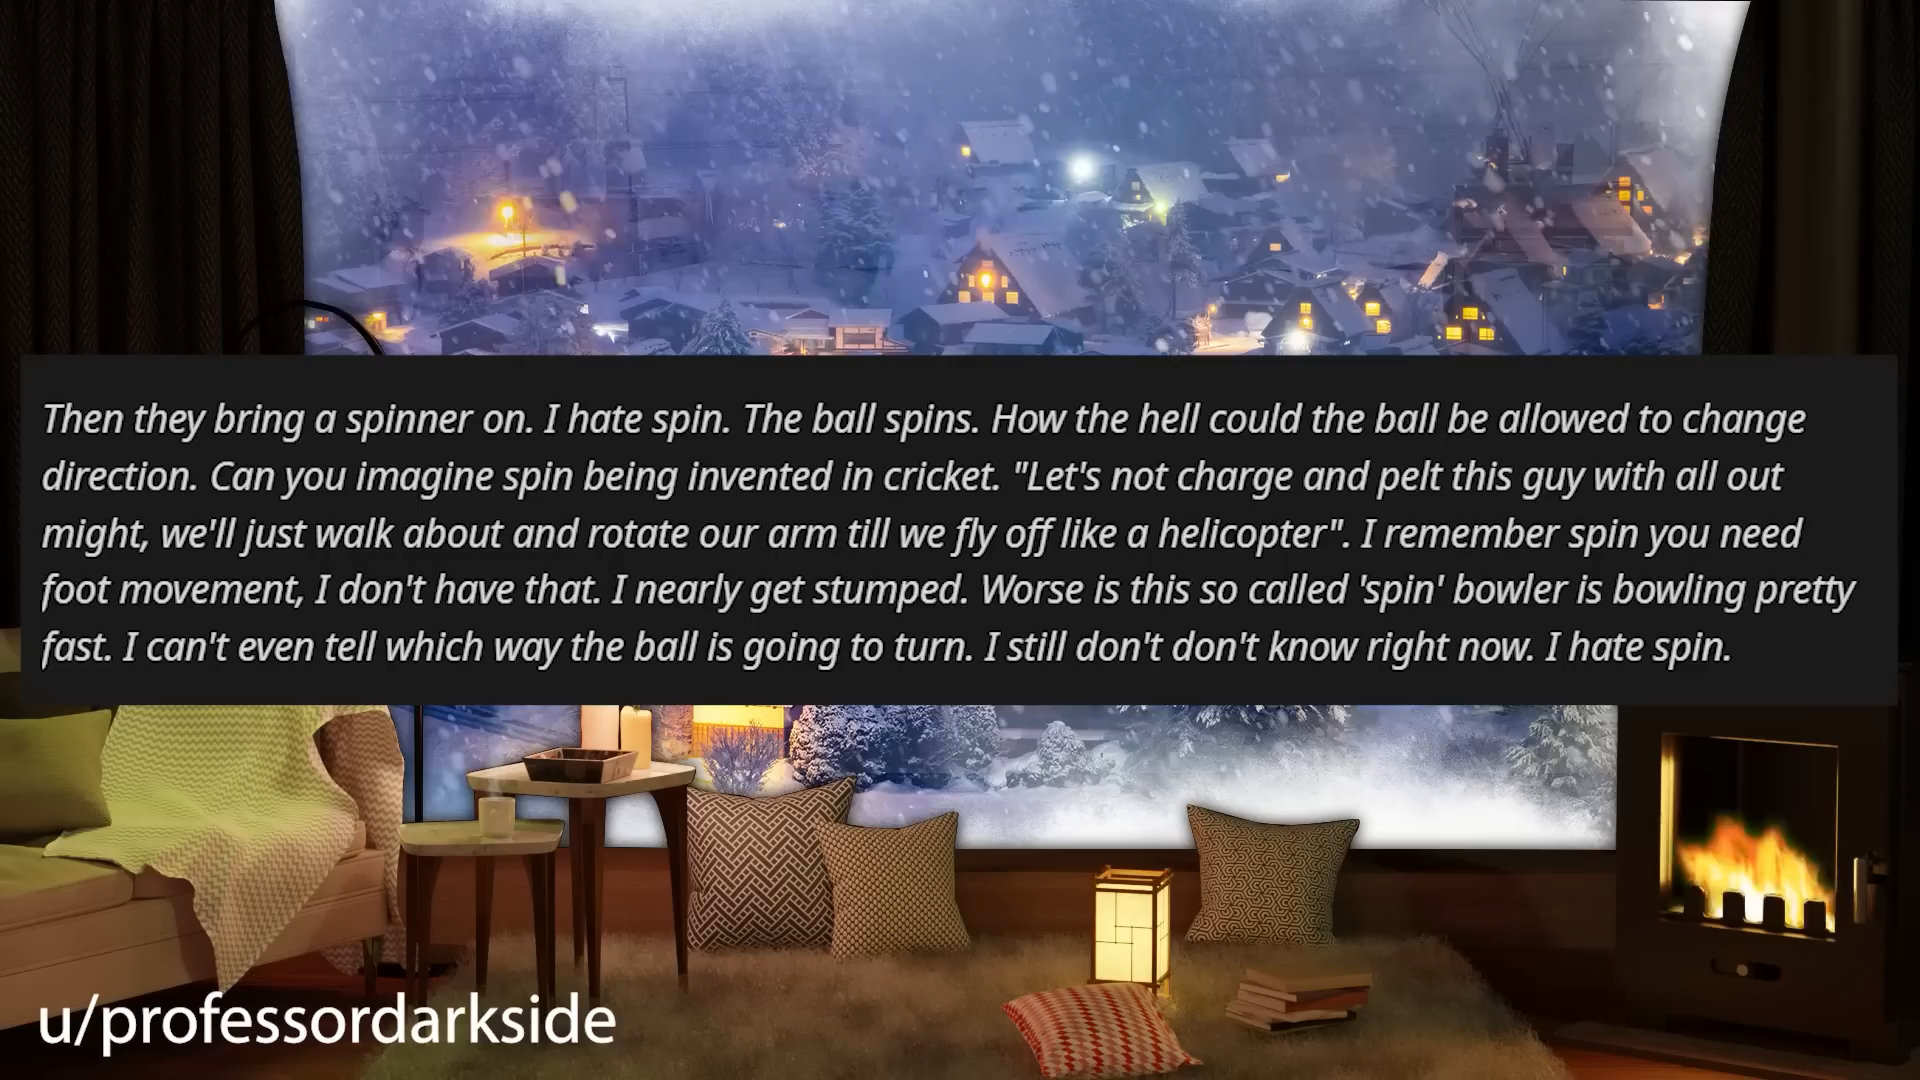 Then they bring a spinner on. I hate spin. The ball spins. How the hell could the ball be allowed to change
direction. Can you imagine spin being invented in cricket. "Let's not charge and pelt this guy with all out
might, we'll just walk about and rotate our arm till we fly off like a helicopter". I remember spin you need
foot movement, I don't have that. I nearly get stumped. Worse is this so called 'spin' bowler is bowling pretty
fast. I can't even tell which way the ball is going to turn. I still don't don't know right now. I hate spin.
u/professordarkside